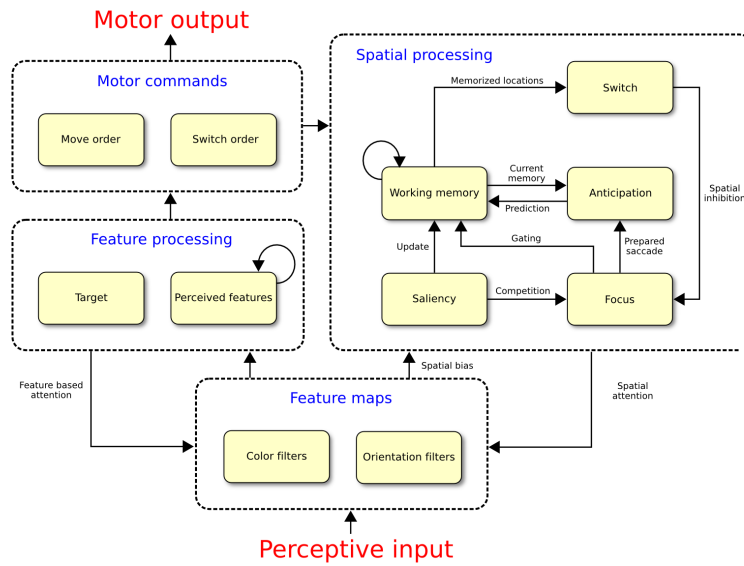 Motor output
Motor commands
Move order
Switch order
Spatial processing
Memorized locations
Switch
Working memory
Current
memory
Prediction
Anticipation
Spatial
inhibition
Update
Gating
Prepared
saccade
Saliency
Competition
Focus
Feature processing
Target
Perceived features
Feature based
attention
Spatial bias
Spatial
attention
Feature maps
Color filters
Orientation filters
Perceptive input